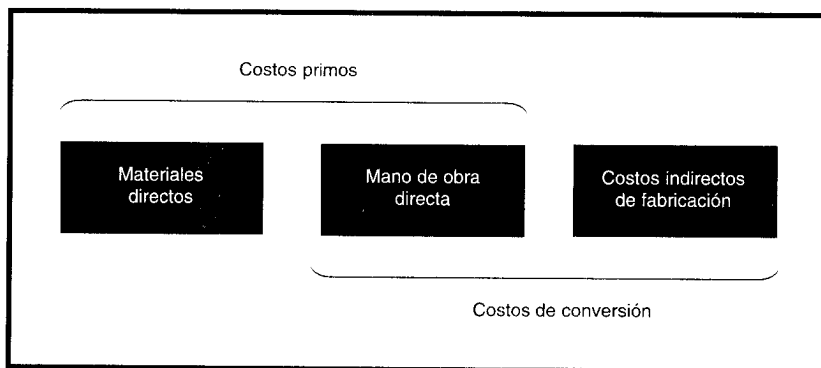 Costos primos
Materiales
directos
Mano de obra
directa
Costos indirectos
de fabricación
Costos de conversión